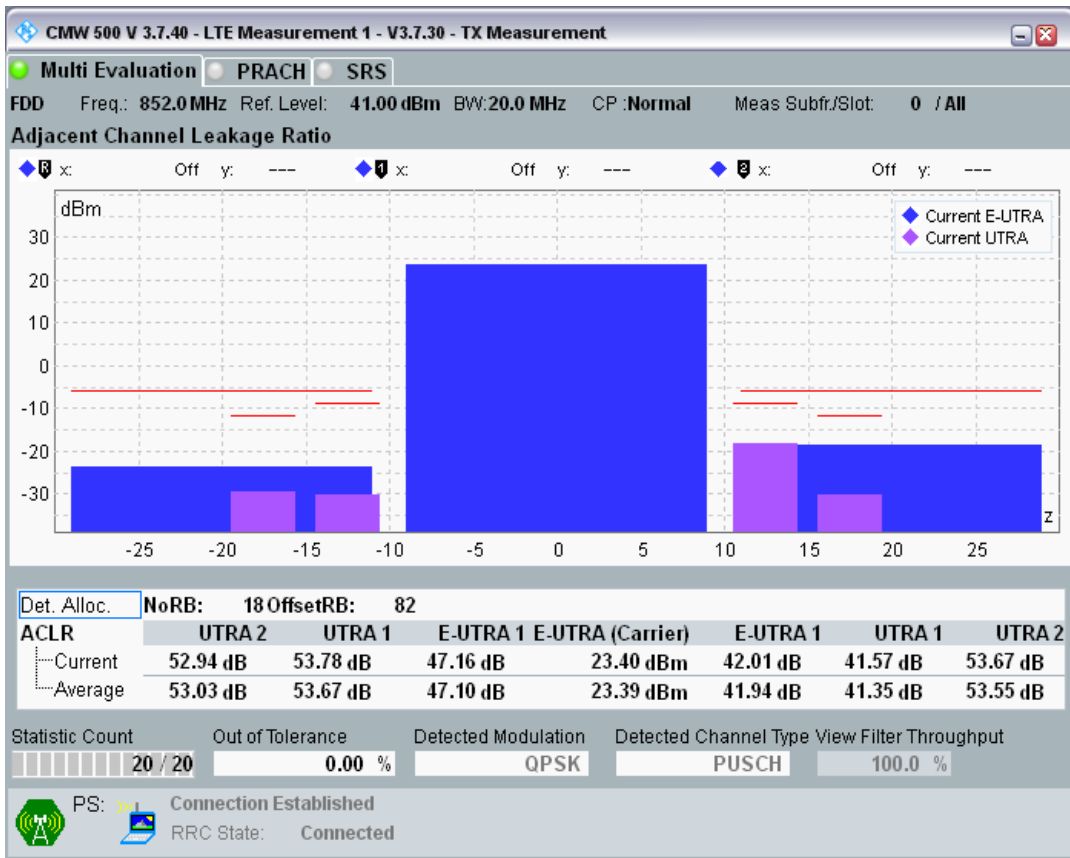 CMW 500 V 3.7.40 - LTE Measurement 1 - V3.7.30 - TX Measurement
Multi Evaluation PRACH SRS
FDD Freq.: 852.0 MHz Ref. Level: 41.00 dBm BW: 20.0 MHz CP : Normal Meas Subfr./Slot: 0 / All
Adjacent Channel Leakage Ratio
R x: Off y: --- 1 x: Off y: --- 2 x: Off y: ---
dBm
Current E-UTRA
Current UTRA
30
20
10
0
-10
-20
-30
z
-25 -20 -15 -10 -5 0 5 10 15 20 25
Det. Alloc. NoRB: 18 OffsetRB: 82
ACLR UTRA 2 UTRA 1 E-UTRA 1 E-UTRA (Carrier) E-UTRA 1 UTRA 1 UTRA 2
Current 52.94 dB 53.78 dB 47.16 dB 23.40 dBm 42.01 dB 41.57 dB 53.67 dB
Average 53.03 dB 53.67 dB 47.10 dB 23.39 dBm 41.94 dB 41.35 dB 53.55 dB
Statistic Count Out of Tolerance Detected Modulation Detected Channel Type View Filter Throughput
20 / 20 0.00 % QPSK PUSCH 100.0 %
PS: Connection Established
RRC State: Connected